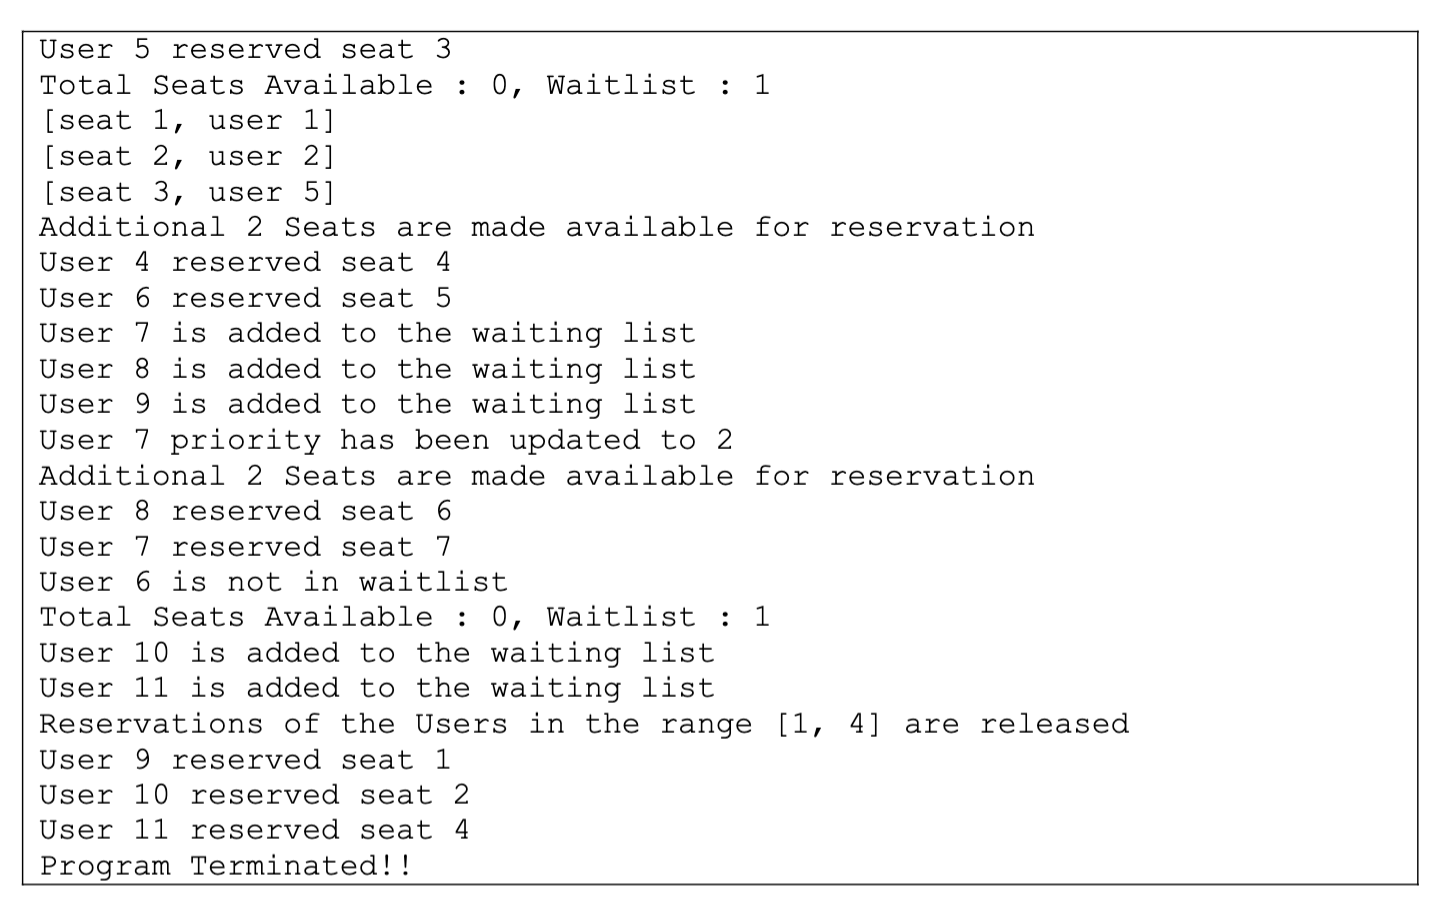 User 5 reserved seat 3
Total Seats Available : 0, Waitlist : 1
[seat 1, user 1]
[seat 2, user 2]
[seat 3, user 5]
Additional 2 Seats are made available for reservation
User 4 reserved seat 4
User 6 reserved seat 5
User 7 is added to the waiting list
User 8 is added to the waiting list
User 9 is added to the waiting list
User 7 priority has been updated to 2
Additional 2 Seats are made available for reservation
User 8 reserved seat 6
User 7 reserved seat 7
User 6 is not in waitlist
Total Seats Available : 0, Waitlist : 1
User 10 is added to the waiting list
User 11 is added to the waiting list
Reservations of the Users in the range [1, 4] are released
User 9 reserved seat 1
User 10 reserved seat 2
User 11 reserved seat 4
Program Terminated!!